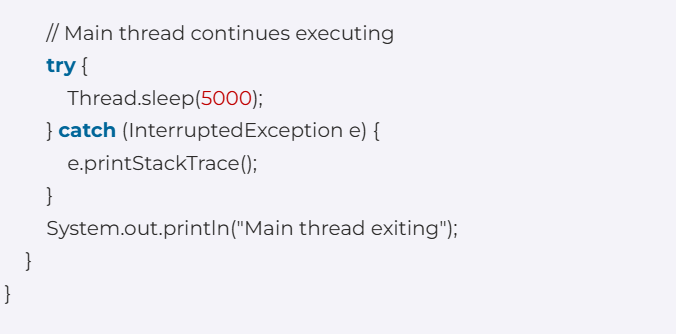 // Main thread continues executing
try {
Thread.sleep(5000);
} catch (InterruptedException e) {
e.printStackTrace();
}
System.out.println("Main thread exiting");
}
}